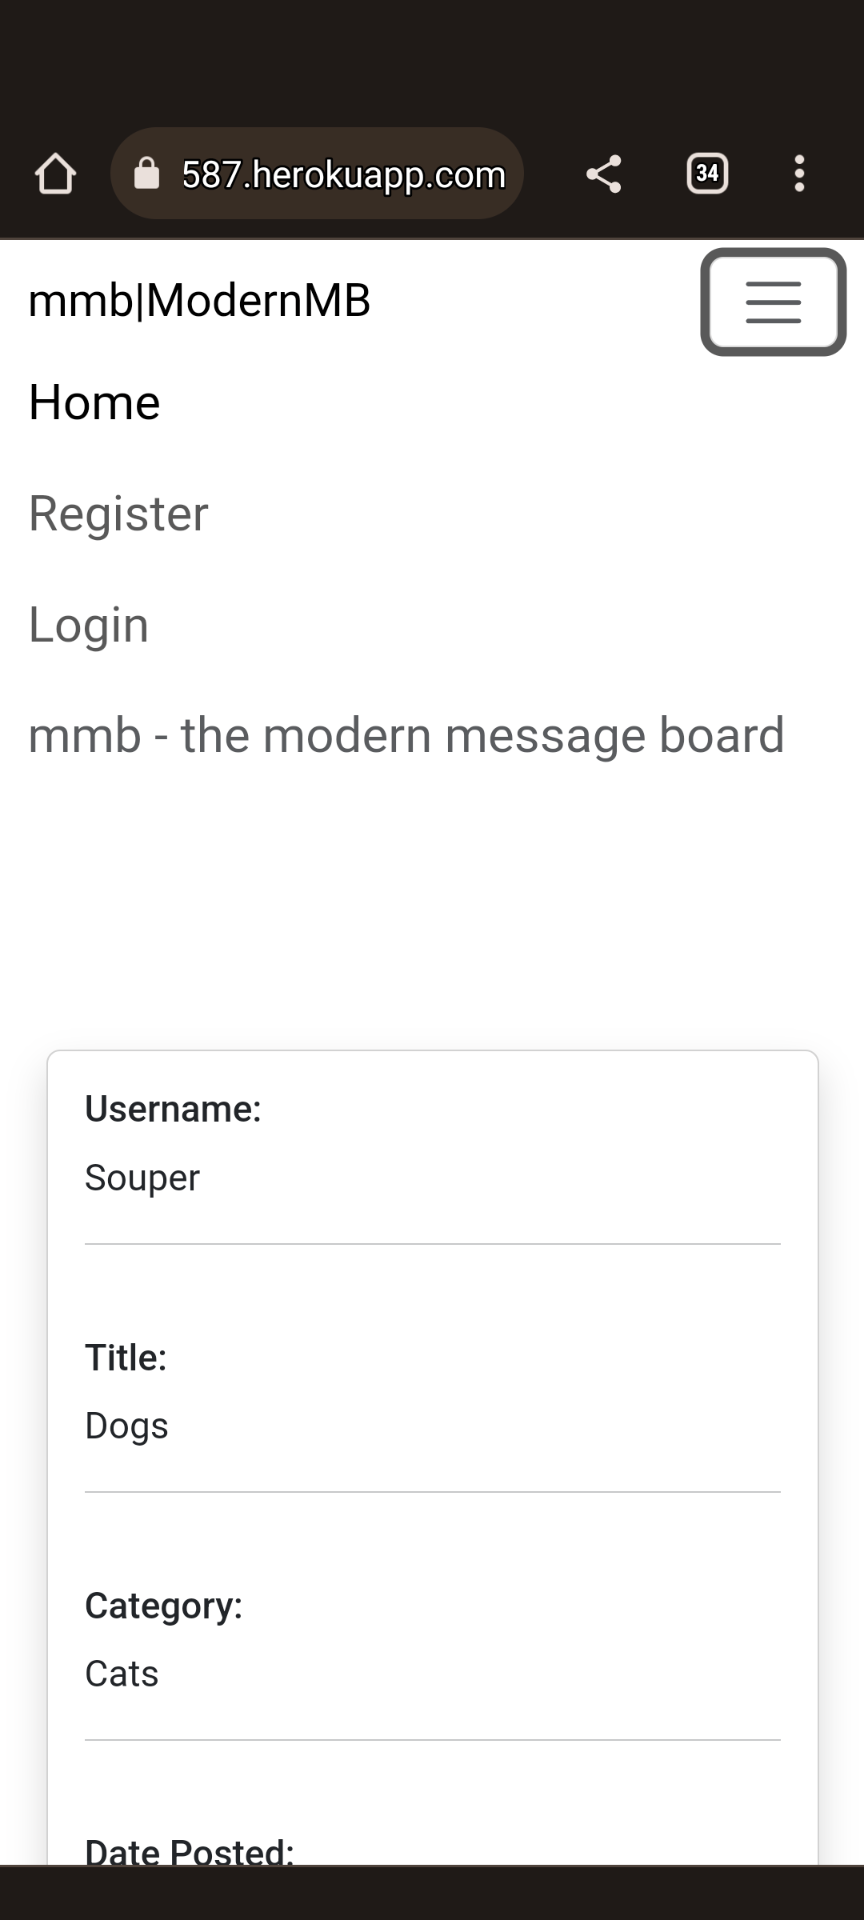 587.herokuapp.com
34
mmb|ModernMB
Home
Register
Login
mmb - the modern message board
Username:
Souper
Title:
Dogs
Category:
Cats
Date Posted: